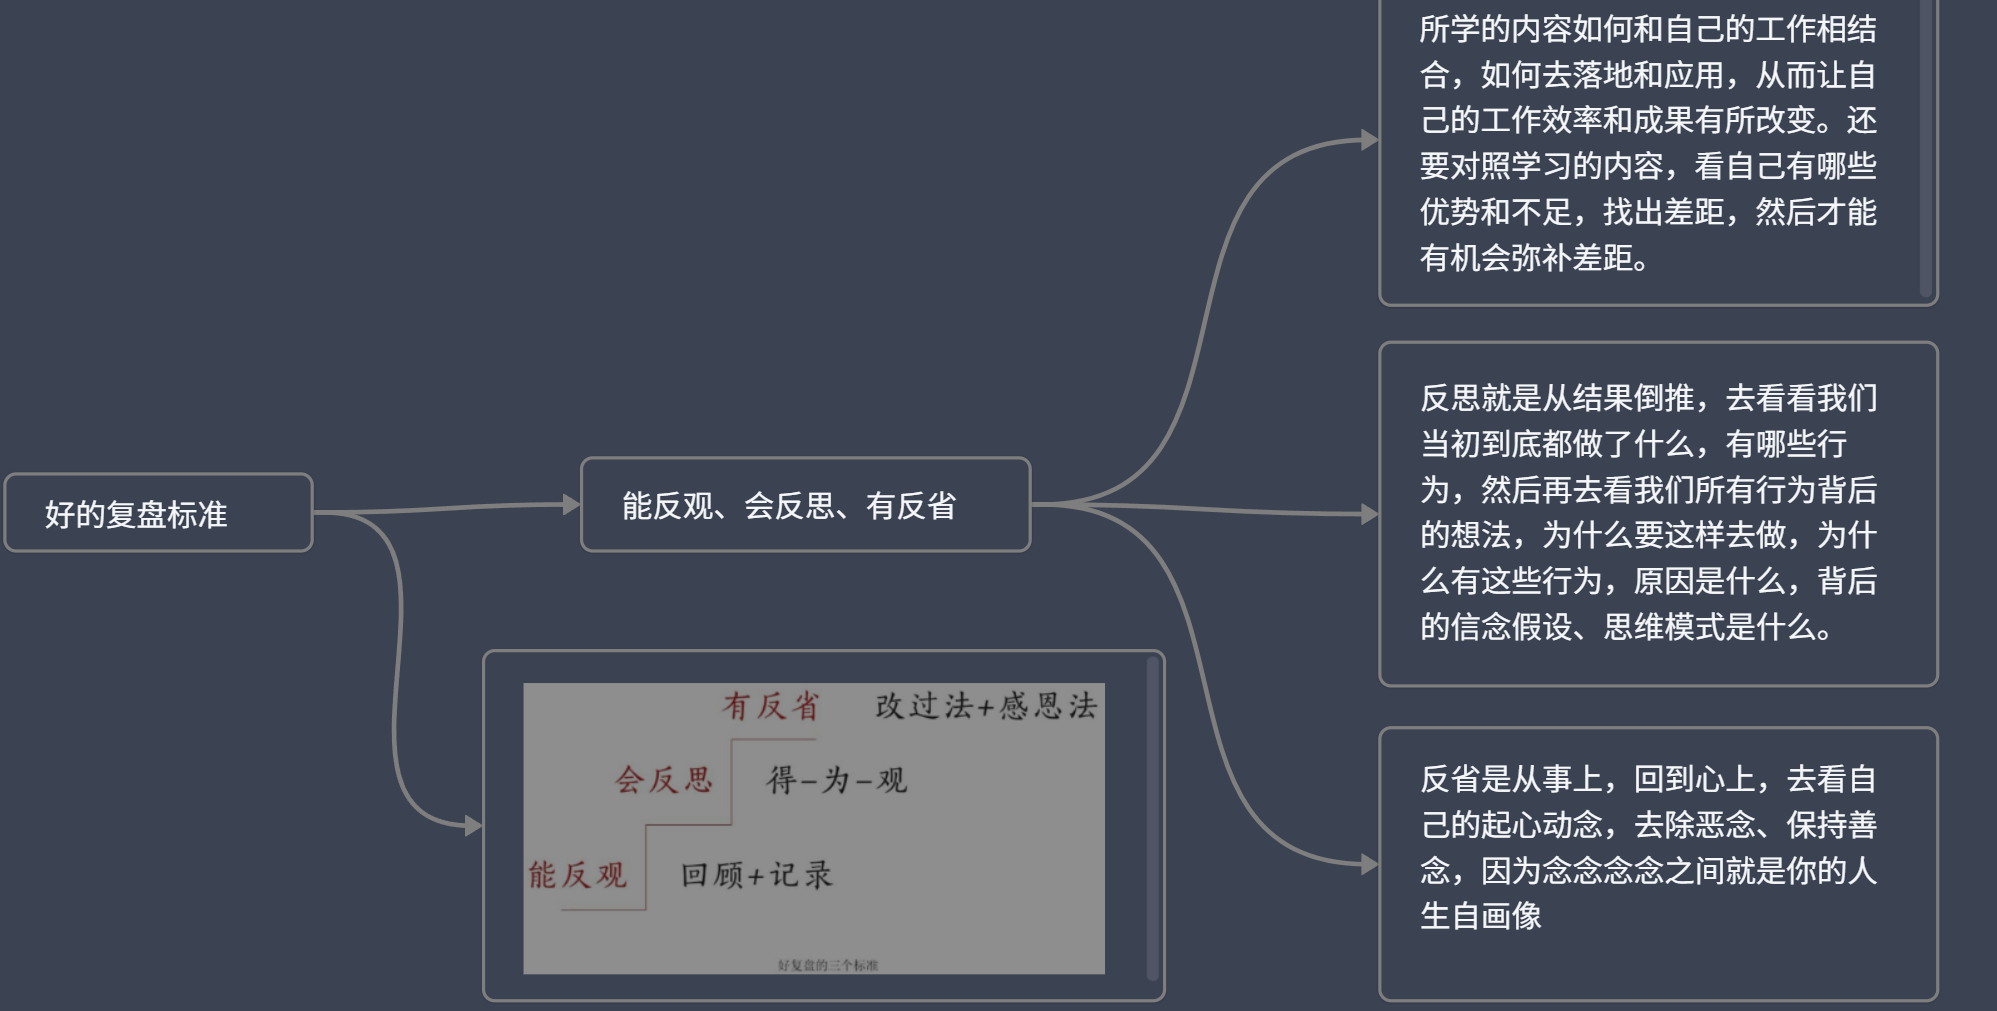 好的复盘标准
能反观、会反思、有反省
所学的内容如何和自己的工作相结
合，如何去落地和应用，从而让自
己的工作效率和成果有所改变。还
要对照学习的内容，看自己有哪些
优势和不足，找出差距，然后才能
有机会弥补差距。
反思就是从结果倒推，去看看我们
当初到底都做了什么，有哪些行
为，然后再去看我们所有行为背后
的想法，为什么要这样去做，为什
么有这些行为，原因是什么，背后
的信念假设、思维模式是什么。
反省是从事上，回到心上，去看自
己的起心动念，去除恶念、保持善
念，因为念念念念之间就是你的人
生自画像
有反省 改过法+感恩法
会反思 得-为-观
能反观 回顾+记录
好复盘的三个标准